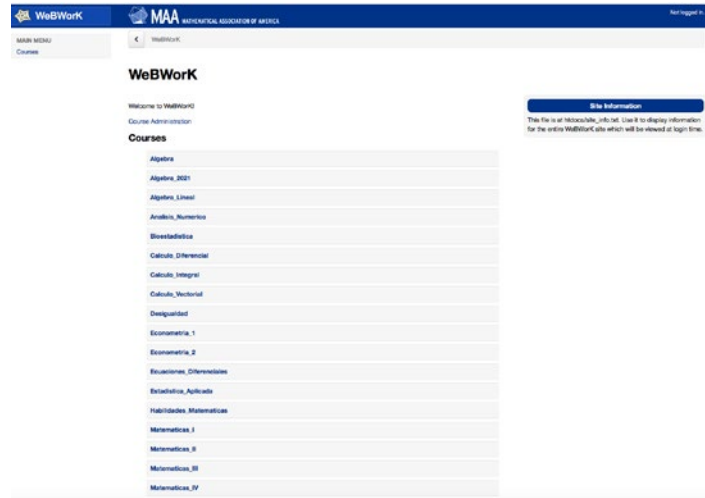 WeBWorK
MAA MATHEMATICAL ASSOCIATION OF AMERICA
Not logged in.
MAIN MENU
Courses
WeBWorK
WeBWorK
Welcome to WeBWorK!
Course Administration
Courses
Algebra
Algebra_2021
Algebra_Lineal
Analisis_Numerico
Bioestadistica
Calculo_Diferencial
Calculo_Integral
Calculo_Vectorial
Desigualdad
Econometria_1
Econometria_2
Ecuaciones_Diferenciales
Estadistica_Aplicada
Habilidades_Matematicas
Matematicas_I
Matematicas_II
Matematicas_III
Matematicas_IV
Site Information
This file is at htdocs/site_info.txt. Use it to display information
for the entire WeBWorK site which will be viewed at login time.